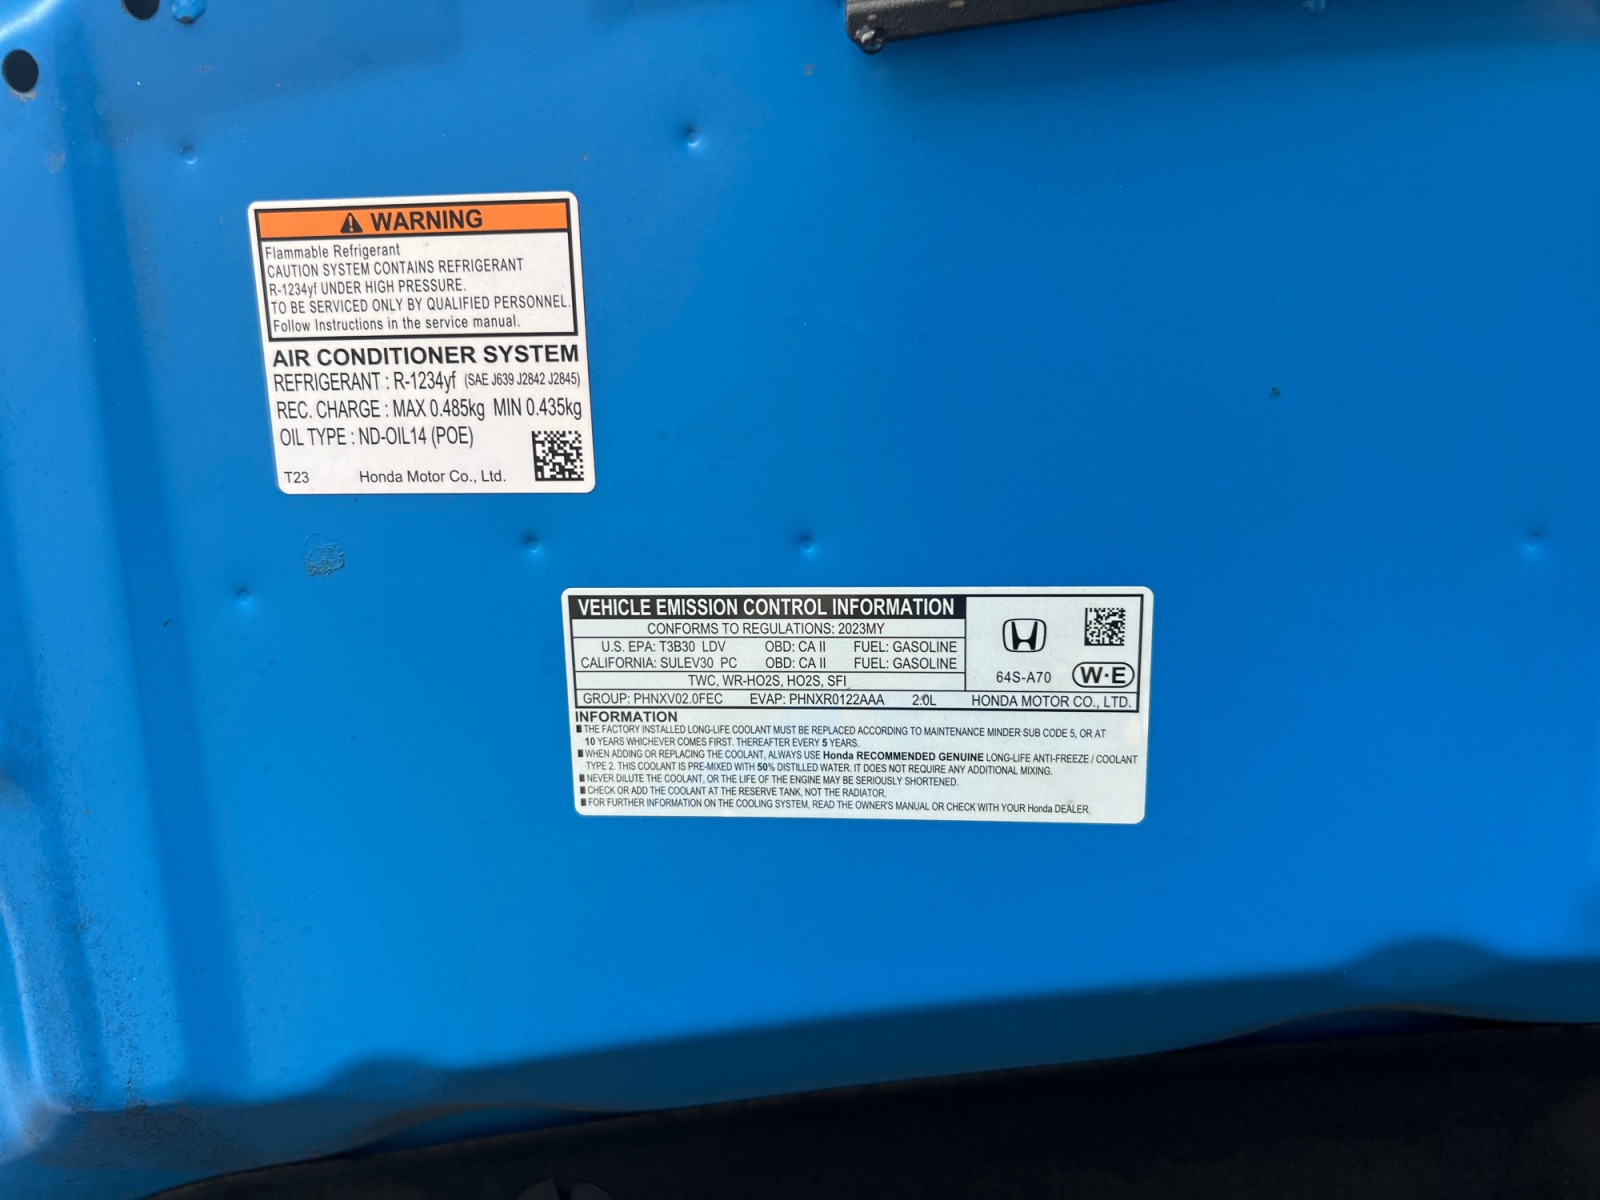 WARNING
Flammable Refrigerant
CAUTION SYSTEM CONTAINS REFRIGERANT
R-1234yf UNDER HIGH PRESSURE.
TO BE SERVICED ONLY BY QUALIFIED PERSONNEL.
Follow Instructions in the service manual.
AIR CONDITIONER SYSTEM
REFRIGERANT : R-1234yf (SAE J639 J2842 J2845)
REC. CHARGE : MAX 0.485kg MIN 0.435kg
OIL TYPE : ND-OIL14 (POE)
T23 Honda Motor Co., Ltd.
VEHICLE EMISSION CONTROL INFORMATION
CONFORMS TO REGULATIONS: 2023MY
U.S. EPA: T3B30 LDV OBD: CA II FUEL: GASOLINE
CALIFORNIA: SULEV30 PC OBD: CA II FUEL: GASOLINE
TWC, WR-HO2S, HO2S, SFI
64S-A70 W·E
GROUP: PHNXV02.0FEC EVAP: PHNXR0122AAA 2.0L HONDA MOTOR CO., LTD.
INFORMATION
■ THE FACTORY INSTALLED LONG-LIFE COOLANT MUST BE REPLACED ACCORDING TO MAINTENANCE MINDER SUB CODE 5, OR AT
10 YEARS WHICHEVER COMES FIRST. THEREAFTER EVERY 5 YEARS.
■ WHEN ADDING OR REPLACING THE COOLANT, ALWAYS USE Honda RECOMMENDED GENUINE LONG-LIFE ANTI-FREEZE / COOLANT
TYPE 2. THIS COOLANT IS PRE-MIXED WITH 50% DISTILLED WATER. IT DOES NOT REQUIRE ANY ADDITIONAL MIXING.
■ NEVER DILUTE THE COOLANT, OR THE LIFE OF THE ENGINE MAY BE SERIOUSLY SHORTENED.
■ CHECK OR ADD THE COOLANT AT THE RESERVE TANK, NOT THE RADIATOR.
■ FOR FURTHER INFORMATION ON THE COOLING SYSTEM, READ THE OWNER'S MANUAL OR CHECK WITH YOUR Honda DEALER.